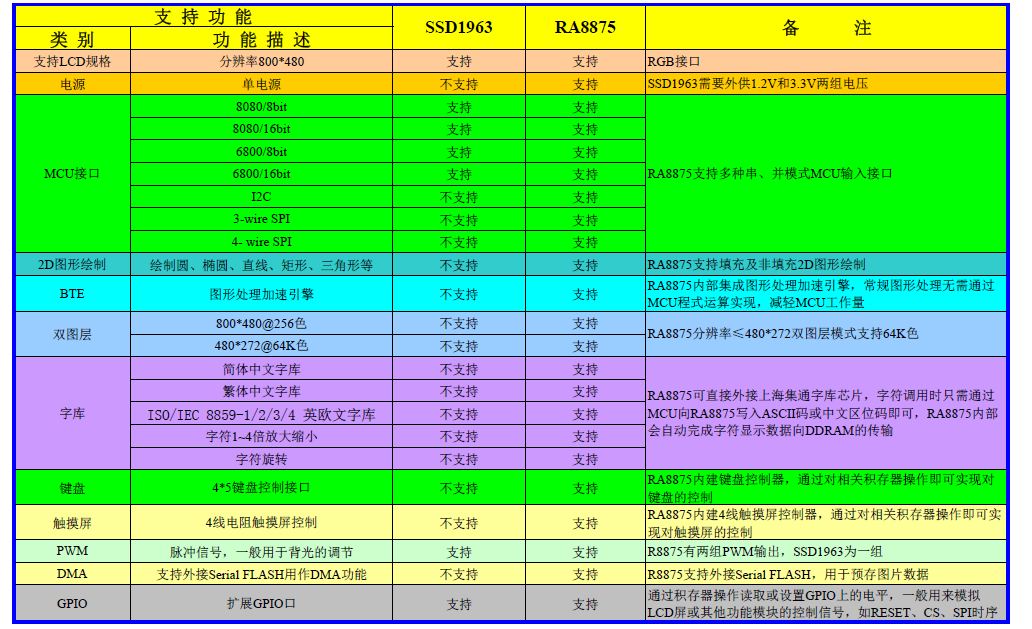 支 持 功 能
SSD1963
RA8875
备 注
类 别
功 能 描 述
支持LCD规格
分辨率800*480
支持
支持
RGB接口
电源
单电源
不支持
支持
SSD1963需要外供1.2V和3.3V两组电压
MCU接口
8080/8bit
支持
支持
8080/16bit
支持
支持
6800/8bit
支持
支持
6800/16bit
支持
支持
I2C
不支持
支持
3-wire SPI
不支持
支持
4- wire SPI
不支持
支持
RA8875支持多种串、并模式MCU输入接口
2D图形绘制
绘制圆、椭圆、直线、矩形、三角形等
不支持
支持
RA8875支持填充及非填充2D图形绘制
BTE
图形处理加速引擎
不支持
支持
RA8875内部集成图形处理加速引擎，常规图形处理无需通过
MCU程式运算实现，减轻MCU工作量
双图层
800*480@256色
不支持
支持
480*272@64K色
不支持
支持
RA8875分辨率≤480*272双图层模式支持64K色
字库
简体中文字库
不支持
支持
繁体中文字库
不支持
支持
ISO/IEC 8859-1/2/3/4 英欧文字库
不支持
支持
字符1~4倍放大缩小
不支持
支持
字符旋转
不支持
支持
RA8875可直接外接上海集通字库芯片，字符调用时只需通过
MCU向RA8875写入ASCII码或中文区位码即可，RA8875内部
会自动完成字符显示数据向DDRAM的传输
键盘
4*5键盘控制接口
不支持
支持
RA8875内建键盘控制器，通过对相关积存器操作即可实现对
键盘的控制
触摸屏
4线电阻触摸屏控制
不支持
支持
RA8875内建4线触摸屏控制器，通过对相关积存器操作即可实
现对触摸屏的控制
PWM
脉冲信号，一般用于背光的调节
支持
支持
R8875有两组PWM输出，SSD1963为一组
DMA
支持外接Serial FLASH用作DMA功能
不支持
支持
R8875支持外接Serial FLASH，用于预存图片数据
GPIO
扩展GPIO口
支持
支持
通过积存器操作读取或设置GPIO上的电平，一般用来模拟
LCD屏或其他功能模块的控制信号，如RESET、CS、SPI时序